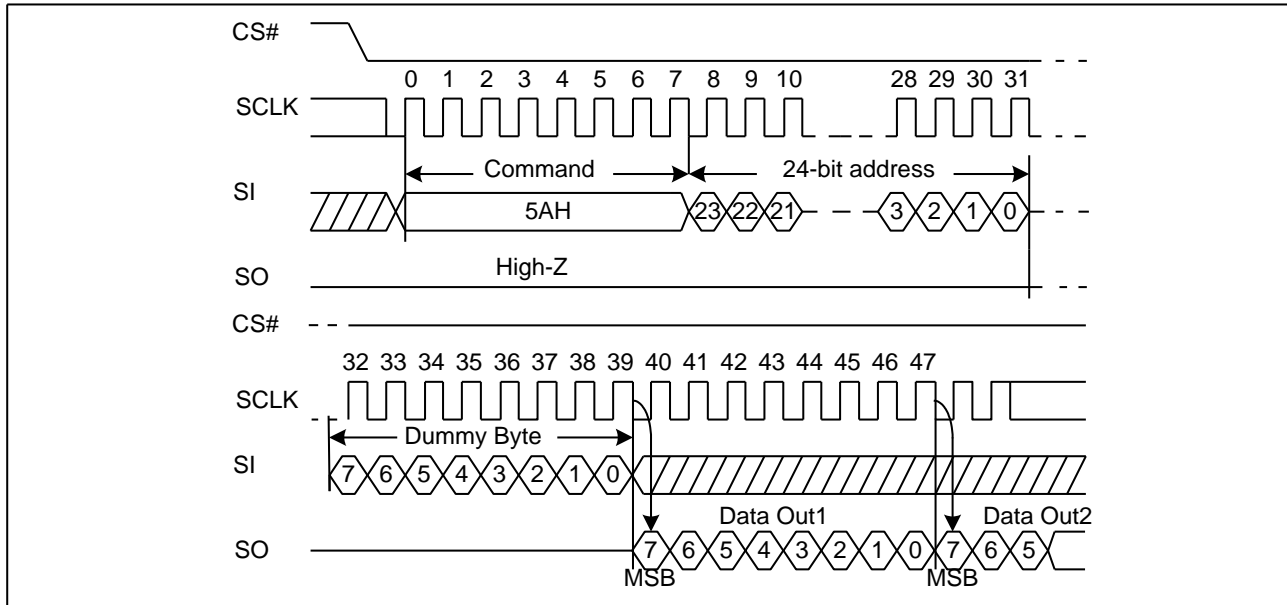 CS#
0 1 2 3 4 5 6 7 8 9 10 28 29 30 31
SCLK
Command 24-bit address
SI
5AH 23 22 21 3 2 1 0
High-Z
SO
CS#
32 33 34 35 36 37 38 39 40 41 42 43 44 45 46 47
SCLK
Dummy Byte
SI
7 6 5 4 3 2 1 0
Data Out1 Data Out2
SO
7 6 5 4 3 2 1 0 7 6 5
MSB MSB